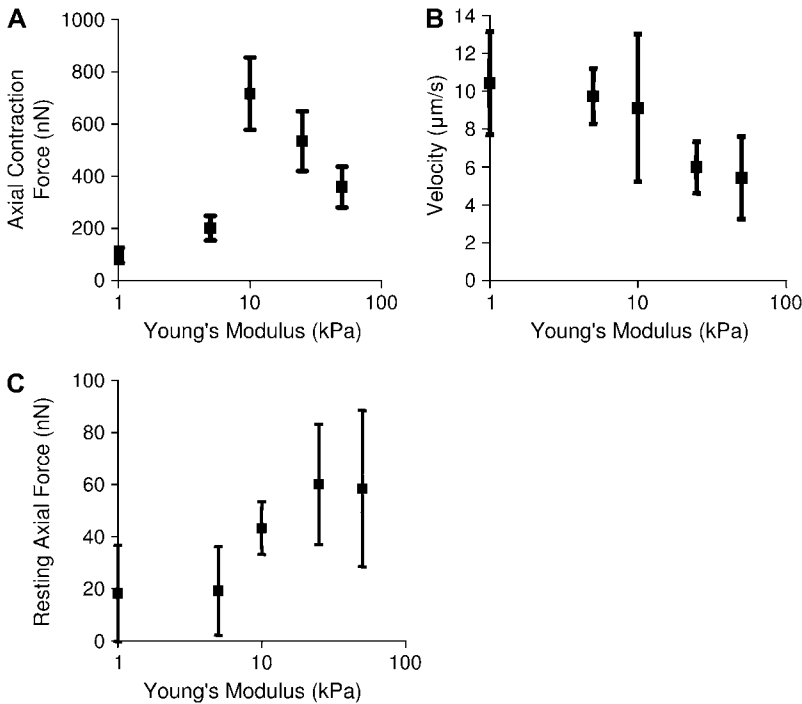 A
1000
800
600
400
200
0
Axial Contraction
Force (nN)
1 10 100
Young's Modulus (kPa)
B
14
12
10
8
6
4
2
0
Velocity (μm/s)
1 10 100
Young's Modulus (kPa)
C
100
80
60
40
20
0
Resting Axial Force (nN)
1 10 100
Young's Modulus (kPa)